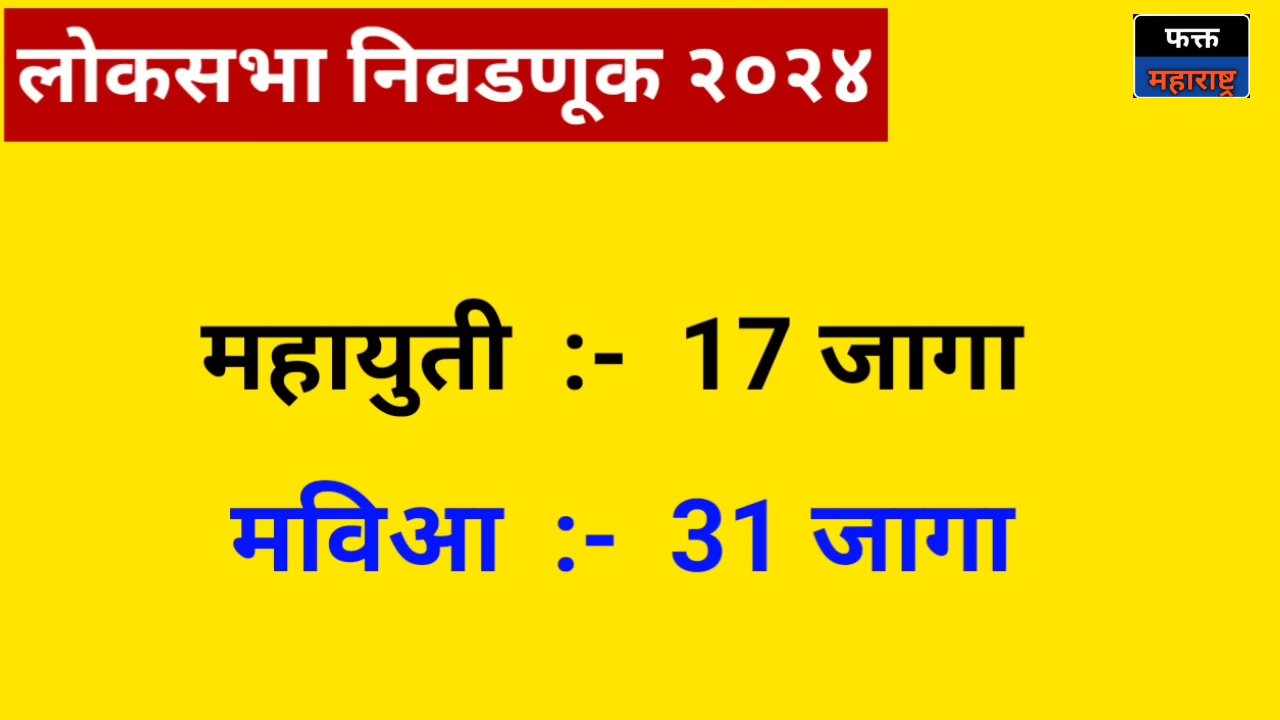 लोकसभा निवडणूक २०२४
फक्त
महाराष्ट्र
महायुती :- 17 जागा
मविआ :- 31 जागा